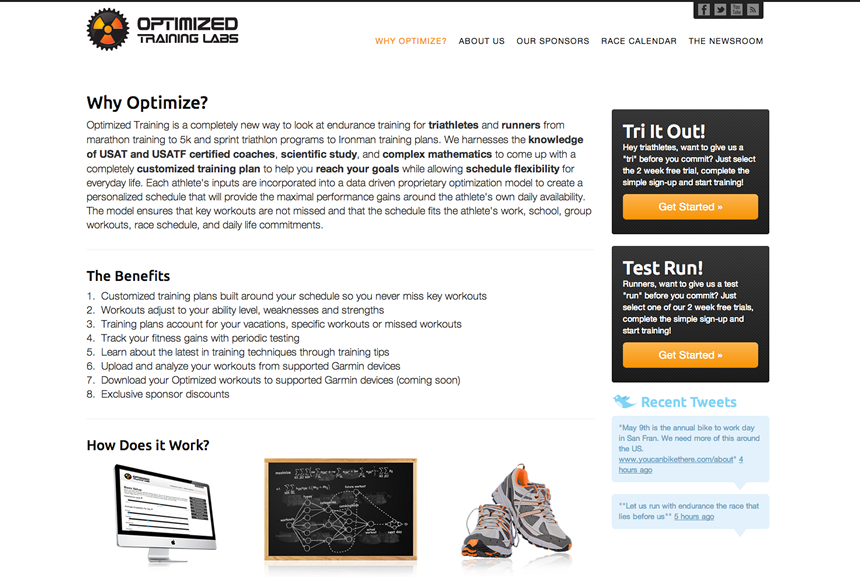 OPTIMIZED
TRAINING LABS
WHY OPTIMIZE? ABOUT US OUR SPONSORS RACE CALENDAR THE NEWSROOM
Why Optimize?
Optimized Training is a completely new way to look at endurance training for triathletes and runners from
marathon training to 5k and sprint triathlon programs to Ironman training plans. We harnesses the knowledge
of USAT and USATF certified coaches, scientific study, and complex mathematics to come up with a
completely customized training plan to help you reach your goals while allowing schedule flexibility for
everyday life. Each athlete's inputs are incorporated into a data driven proprietary optimization model to create a
personalized schedule that will provide the maximal performance gains around the athlete's own daily availability.
The model ensures that key workouts are not missed and that the schedule fits the athlete's work, school, group
workouts, race schedule, and daily life commitments.
The Benefits
1. Customized training plans built around your schedule so you never miss key workouts
2. Workouts adjust to your ability level, weaknesses and strengths
3. Training plans account for your vacations, specific workouts or missed workouts
4. Track your fitness gains with periodic testing
5. Learn about the latest in training techniques through training tips
6. Upload and analyze your workouts from supported Garmin devices
7. Download your Optimized workouts to supported Garmin devices (coming soon)
8. Exclusive sponsor discounts
How Does it Work?
Tri It Out!
Hey triathletes, want to give us a
"tri" before you commit? Just select
the 2 week free trial, complete the
simple sign-up and start training!
Get Started »
Test Run!
Runners, want to give us a test
"run" before you commit? Just
select one of our 2 week free trials,
complete the simple sign-up and
start training!
Get Started »
Recent Tweets
"May 9th is the annual bike to work day
in San Fran. We need more of this around
the US.
www.youcanbikethere.com/about" 4
hours ago
""Let us run with endurance the race that
lies before us"" 5 hours ago